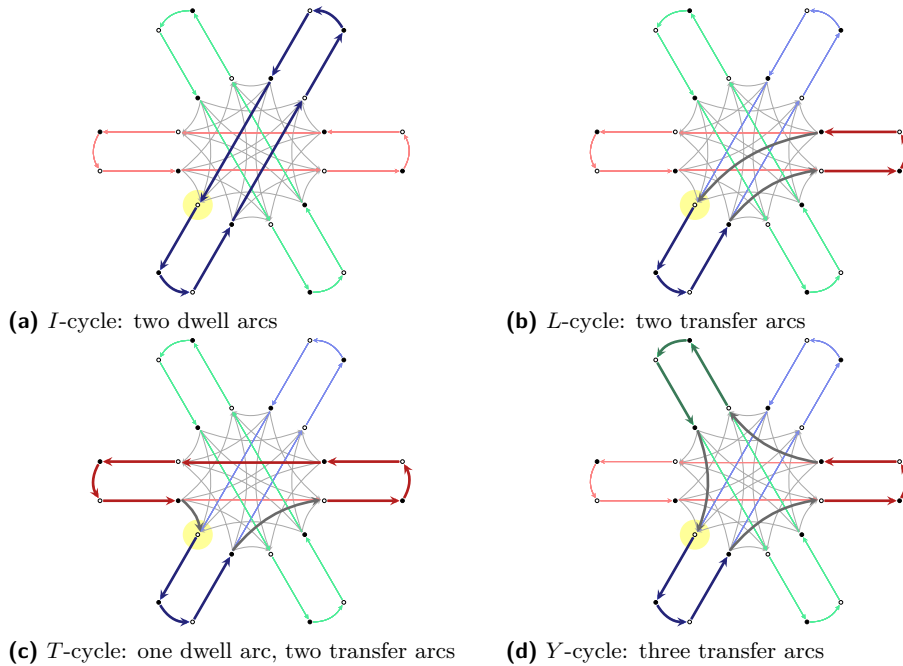 (a) I-cycle: two dwell arcs
(b) L-cycle: two transfer arcs
(c) T-cycle: one dwell arc, two transfer arcs
(d) Y-cycle: three transfer arcs